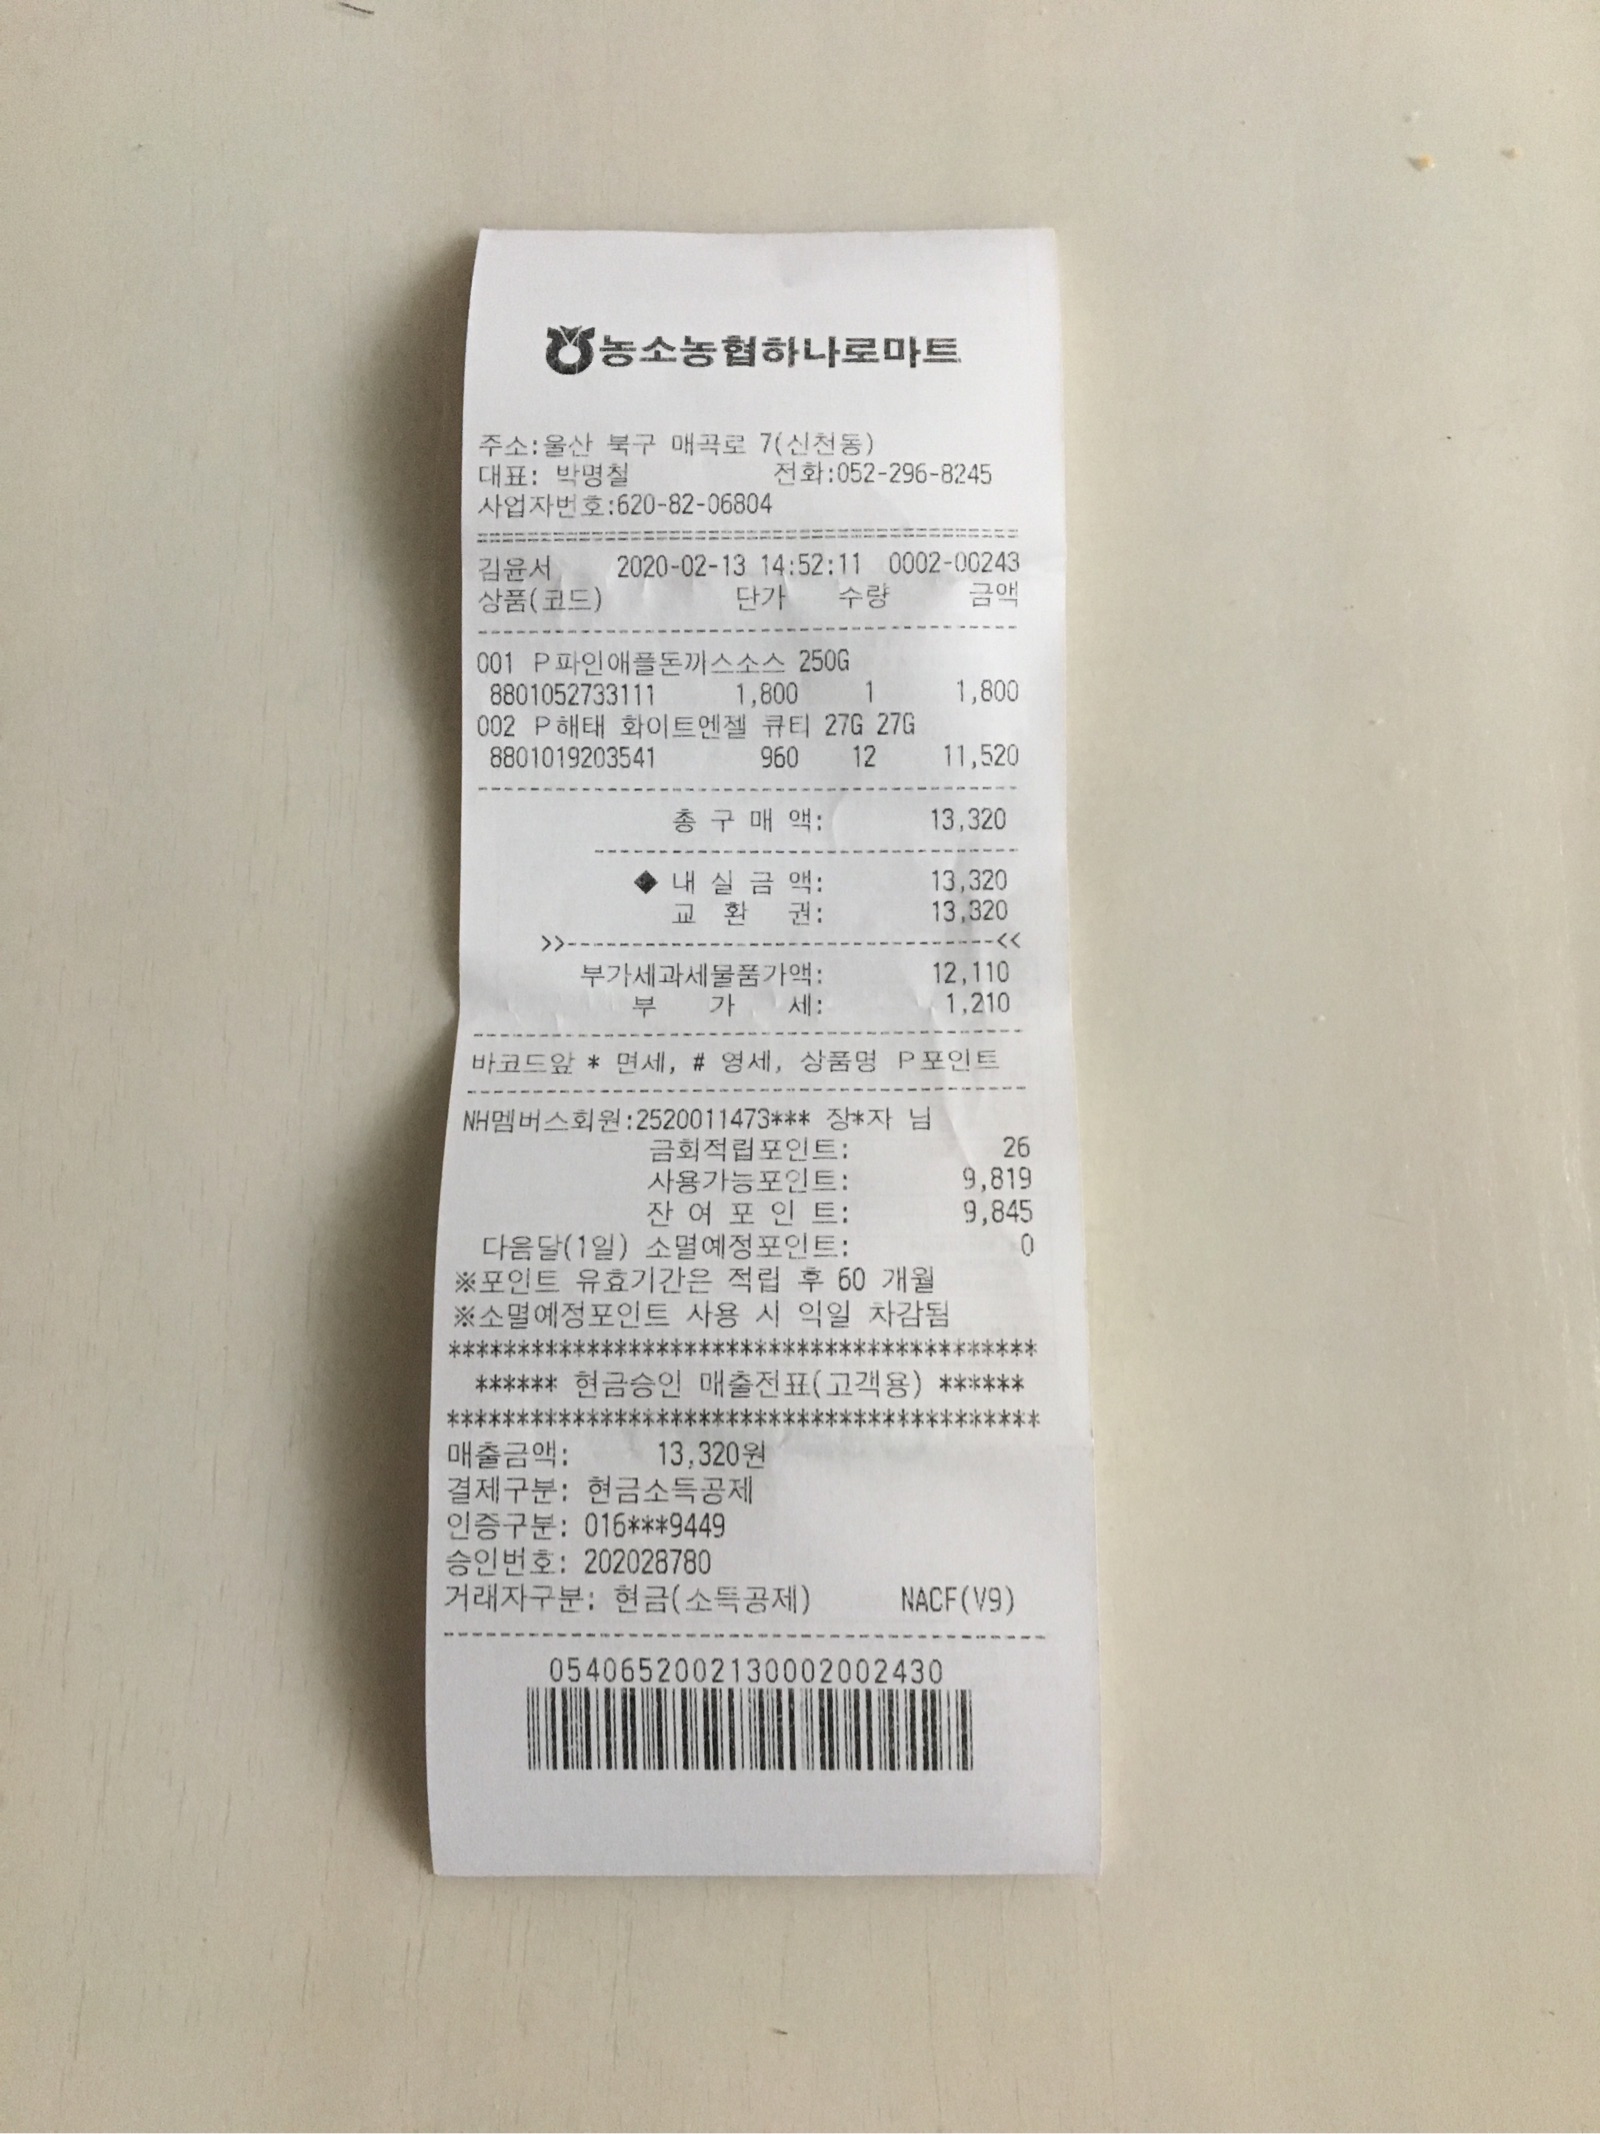 농소농협하나로마트
주소:울산 북구 매곡로 7(신천동)
대표: 박명철 전화:052-296-8245
사업자번호:620-82-06804
김윤서 2020-02-13 14:52:11 0002-00243
상품(코드) 단가 수량 금액
001 P파인애플돈까스소스 250G
8801052733111 1,800 1 1,800
002 P해태 화이트엔젤 큐티 27G 27G
8801019203541 960 12 11,520
총 구 매 액: 13,320
◆ 내 실 금 액: 13,320
교 환 권: 13,320
>>---------------------------------<<
부가세과세물품가액: 12,110
부 가 세: 1,210
바코드앞 * 면세, # 영세, 상품명 P포인트
NH멤버스회원:2520011473*** 장*자 님
금회적립포인트: 26
사용가능포인트: 9,819
잔 여 포 인 트: 9,845
다음달(1일) 소멸예정포인트: 0
※포인트 유효기간은 적립 후 60 개월
※소멸예정포인트 사용 시 익일 차감됨
******************************************
****** 현금승인 매출전표(고객용) ******
******************************************
매출금액: 13,320원
결제구분: 현금소득공제
인증구분: 016***9449
승인번호: 202028780
거래자구분: 현금(소득공제) NACF(V9)
0540652002130002002430